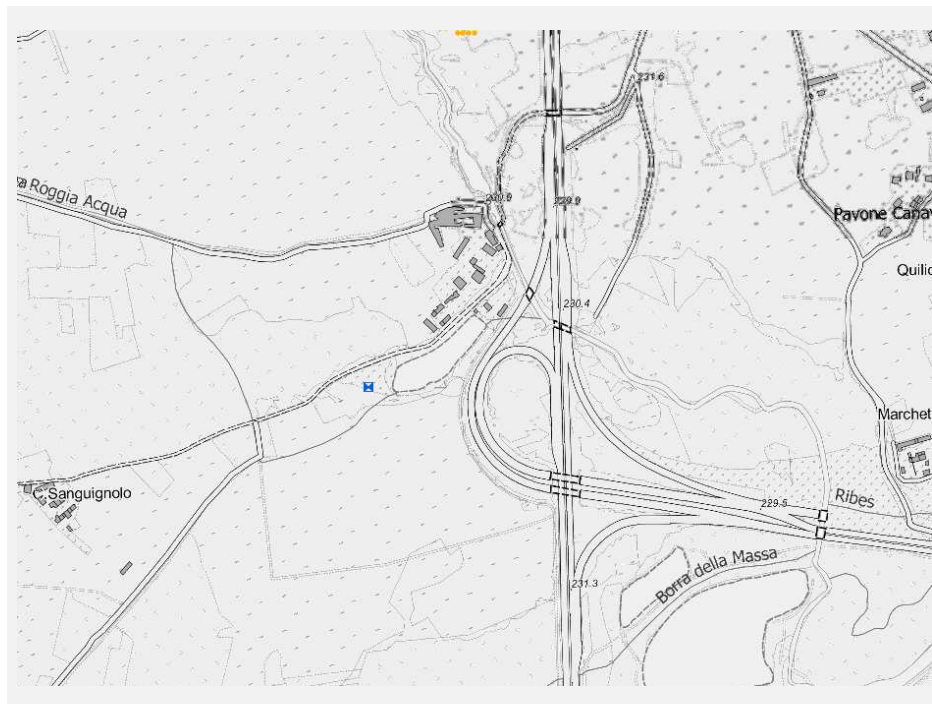 231.6
Roggia Acqua
229.9
Pavone Canav
Quilic
230.4
Marchet
C.Sanguignolo
Ribes
229.5
Borra della Massa
231.3